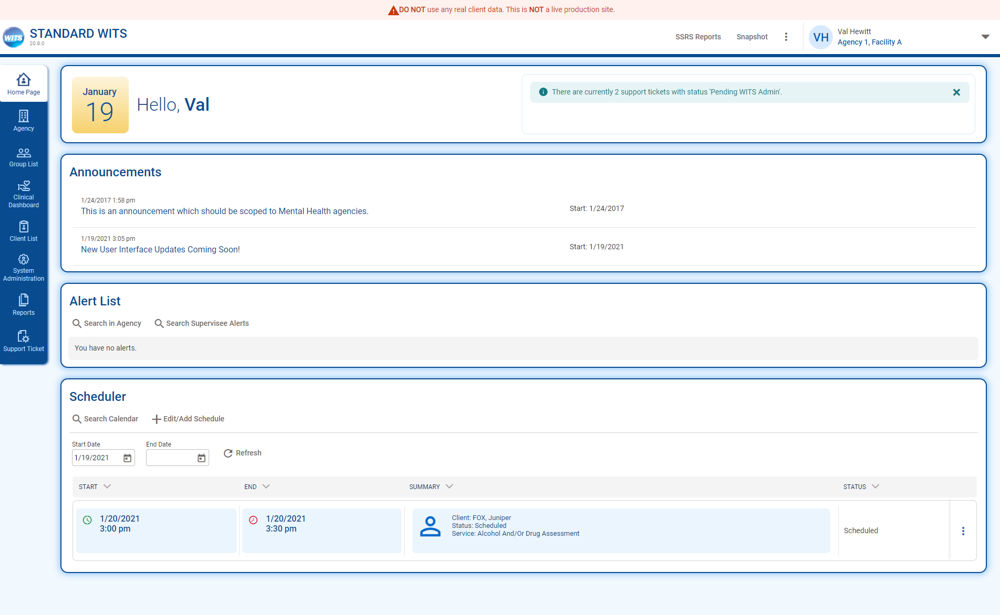 DO NOT use any real client data. This is NOT a live production site.
WITS
STANDARD WITS
20.8.0
SSRS Reports
Snapshot
VH
Val Hewitt
Agency 1, Facility A
Home Page
Agency
Group List
Clinical
Dashboard
Client List
System
Administration
Reports
Support Ticket
January
19
Hello, Val
There are currently 2 support tickets with status 'Pending WITS Admin'.
Announcements
1/24/2017 1:58 pm
This is an announcement which should be scoped to Mental Health agencies.
Start: 1/24/2017
1/19/2021 3:05 pm
New User Interface Updates Coming Soon!
Start: 1/19/2021
Alert List
Search in Agency
Search Supervisee Alerts
You have no alerts.
Scheduler
Search Calendar
Edit/Add Schedule
Start Date
End Date
1/19/2021
Refresh
START
END
SUMMARY
STATUS
1/20/2021
3:00 pm
1/20/2021
3:30 pm
Client: FOX, Juniper
Status: Scheduled
Service: Alcohol And/Or Drug Assessment
Scheduled